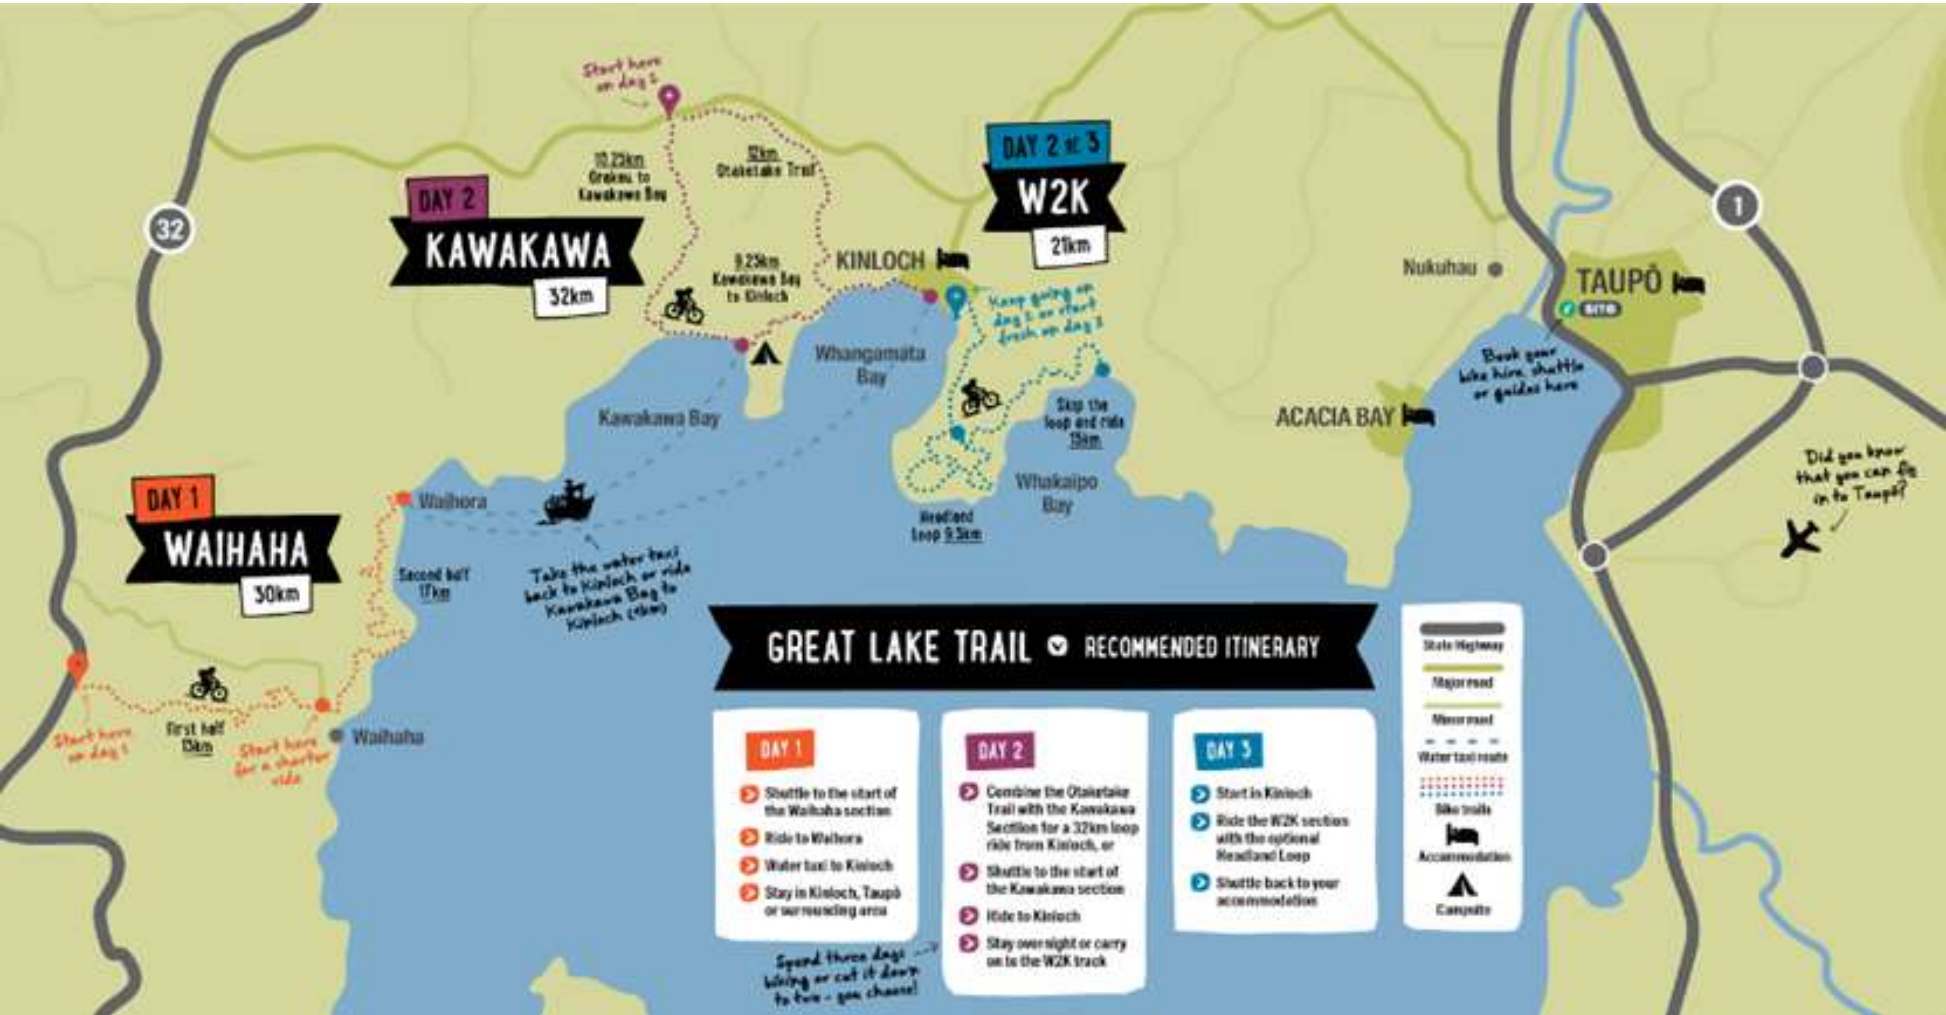 Start here
on day 2
32
10.25km
Orakau to
Kawakawa Bay
12km
Otaketake Trail
DAY 2
KAWAKAWA
32km
9.25km
Kawakawa Bay
to Kinloch
KINLOCH
DAY 2 or 3
W2K
21km
Keep going on
day 2 or start
fresh on day 3
Nukuhau
TAUPŌ
1
Book your
bike hire, shuttle
or guides here
Whangamāta
Bay
Kawakawa Bay
Skip the
loop and ride
ACACIA BAY
Did you know
that you can fly
in to Taupō?
DAY 1
WAIHAHA
30km
Waihora
Whakaipo
Bay
Headland
loop 9.5km
Second half
17km
Take the water taxi
back to Kinloch or ride
Kawakawa Bay to
Kinloch
Start here
on day 1
First half
13km
Start here
for a shorter
ride
Waihaha
GREAT LAKE TRAIL RECOMMENDED ITINERARY
DAY 1
Shuttle to the start of
the Waihaha section
Ride to Waihora
Water taxi to Kinloch
Stay in Kinloch, Taupō
or surrounding area
DAY 2
Combine the Otaketake
Trail with the Kawakawa
Section for a 32km loop
ride from Kinloch, or
Shuttle to the start of
the Kawakawa section
Ride to Kinloch
Stay overnight or carry
on to the W2K track
DAY 3
Start in Kinloch
Ride the W2K section
with the optional
Headland Loop
Shuttle back to your
accommodation
Spend three days
biking or cut it down
to two - you choose!
State Highway
Major road
Minor road
Water taxi route
Bike trails
Accommodation
Campsite